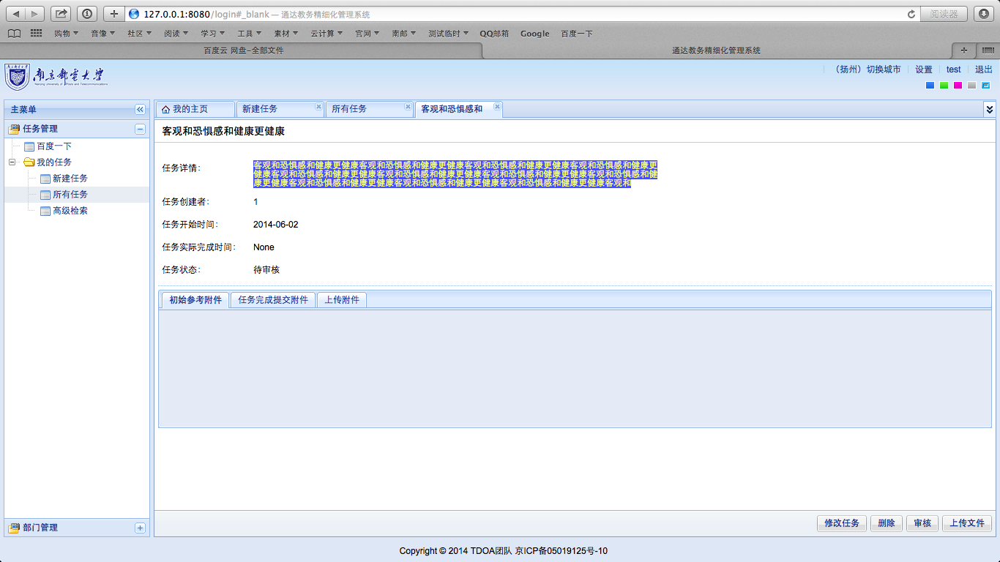 127.0.0.1:8080/login#_blank — 通达教务精细化管理系统
阅读器
购物 音像 社区 阅读 学习 工具 素材 云计算 官网 南邮 测试临时 QQ邮箱 Google 百度一下
百度云 网盘-全部文件
通达教务精细化管理系统
南京邮电大学
Nanjing University of Posts and Telecommunications
（扬州）切换城市 设置 test 退出
主菜单
任务管理
百度一下
我的任务
新建任务
所有任务
高级检索
部门管理
我的主页 新建任务 所有任务 客观和恐惧感和
客观和恐惧感和健康更健康
任务详情：
客观和恐惧感和健康更健康客观和恐惧感和健康更健康客观和恐惧感和健康更健康客观和恐惧感和健康更
健康客观和恐惧感和健康更健康客观和恐惧感和健康更健康客观和恐惧感和健康更健康客观和恐惧感和健
康更健康客观和恐惧感和健康更健康客观和恐惧感和健康更健康客观和恐惧感和健康更健康客观和
任务创建者： 1
任务开始时间： 2014-06-02
任务实际完成时间： None
任务状态： 待审核
初始参考附件 任务完成提交附件 上传附件
修改任务 删除 审核 上传文件
Copyright © 2014 TDOA团队 京ICP备05019125号-10